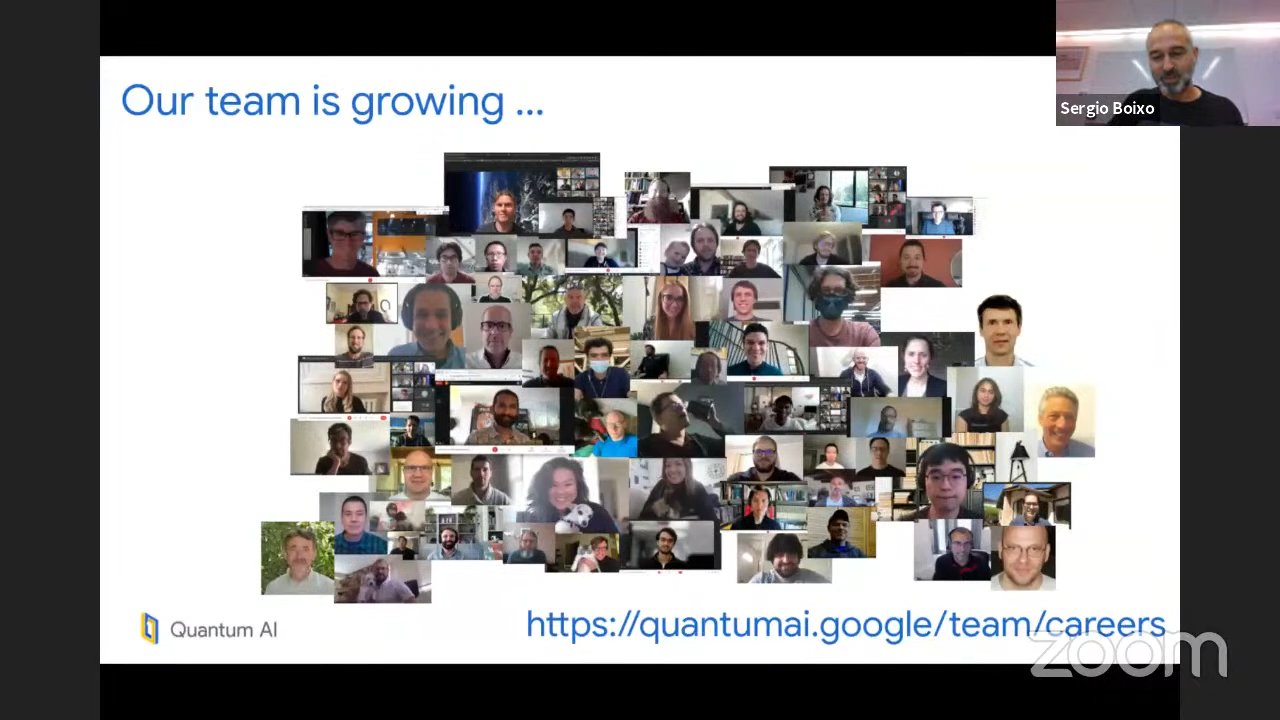 Our team is growing ...
Sergio Boixo
Quantum AI
https://quantumai.google/team/careers
zoom